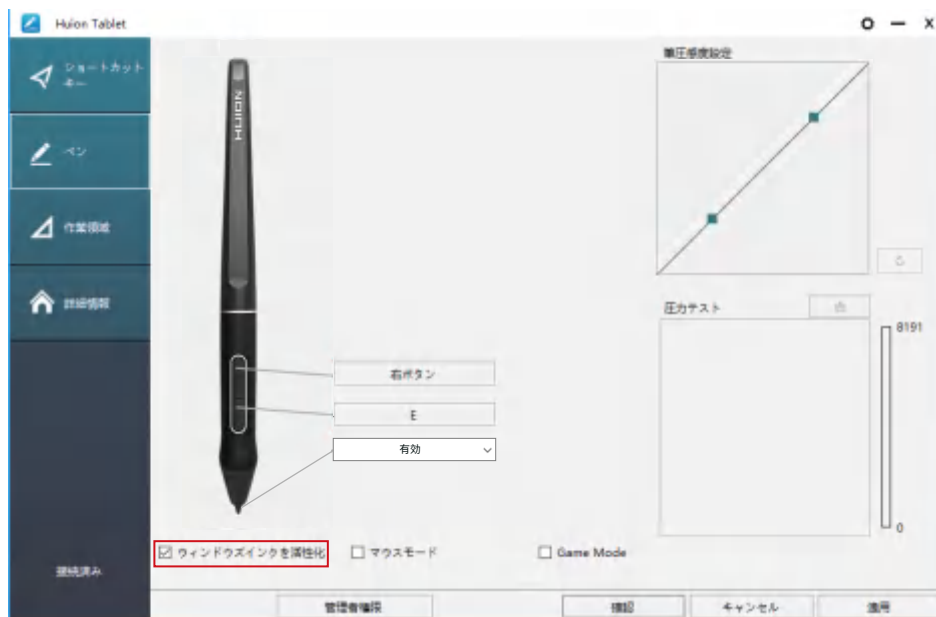 Huion Tablet
ショートカット
キー
ペン
作業領域
詳細情報
接続済み
HUION
右ボタン
E
有効
筆圧感度設定
圧力テスト
8191
0
ウィンドウズインクを活性化
マウスモード
Game Mode
管理者権限
確認
キャンセル
適用